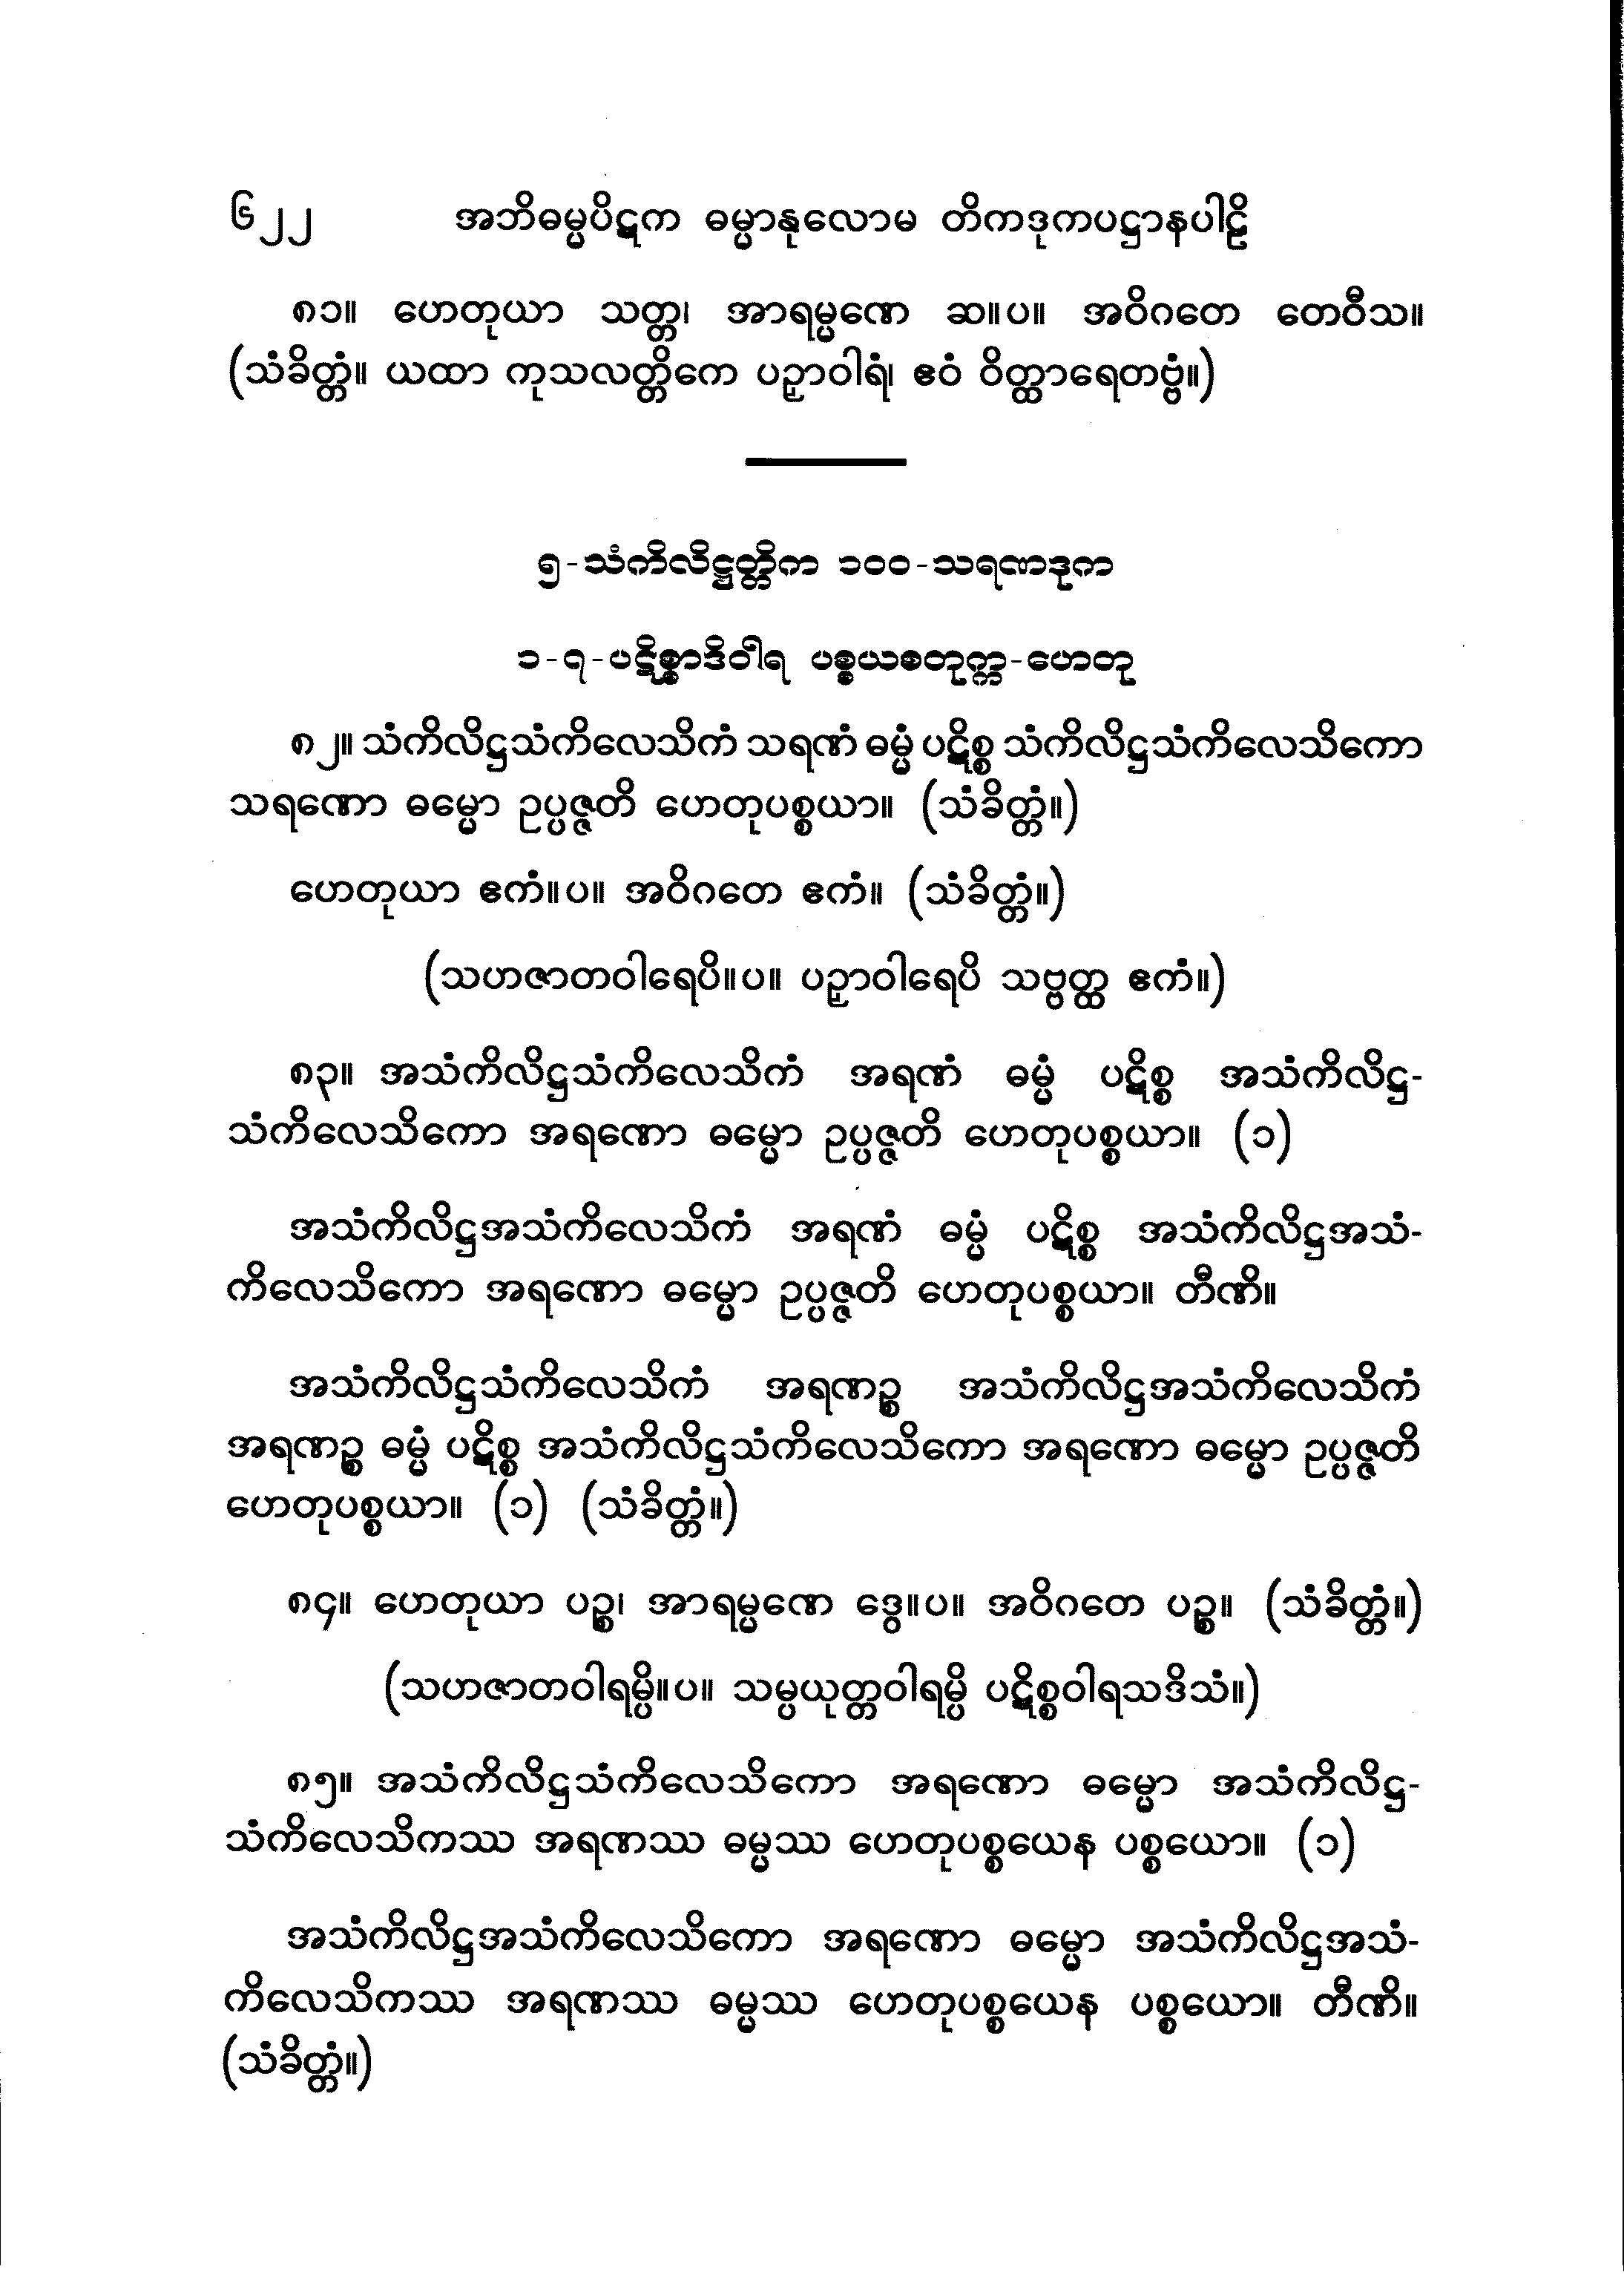 ၆၂၂ အဘိဓမ္မပိဋက ဓမ္မာနုလောမ တိကဒုကပဋ္ဌာနပါဠိ
၈၁။ ဟေတုယာ သတ္တ၊ အာရမ္မဏေ ဆ။ပ။ အဝိဂတေ တေဝီသ။
(သံခိတ္တံ။ ယထာ ကုသလတ္တိကေ ပဉှာဝါရံ၊ ဧဝံ ဝိတ္ထာရေတဗ္ဗံ။)
၅-သံကိလိဋ္ဌတ္တိက ၁၀၀-သရဏဒုက
၁-၇-ပဋိစ္စာဒိဝါရ ပစ္စယစတုက္က-ဟေတု
၈၂။ သံကိလိဋ္ဌသံကိလေသိကံ သရဏံ ဓမ္မံ ပဋိစ္စ သံကိလိဋ္ဌသံကိလေသိကော
သရဏော ဓမ္မော ဥပ္ပဇ္ဇတိ ဟေတုပစ္စယာ။ (သံခိတ္တံ။)
ဟေတုယာ ဧကံ။ပ။ အဝိဂတေ ဧကံ။ (သံခိတ္တံ။)
(သဟဇာတဝါရေပိ။ပ။ ပဉှာဝါရေပိ သဗ္ဗတ္ထ ဧကံ။)
၈၃။ အသံကိလိဋ္ဌသံကိလေသိကံ အရဏံ ဓမ္မံ ပဋိစ္စ အသံကိလိဋ္ဌ-
သံကိလေသိကော အရဏော ဓမ္မော ဥပ္ပဇ္ဇတိ ဟေတုပစ္စယာ။ (၁)
အသံကိလိဋ္ဌအသံကိလေသိကံ အရဏံ ဓမ္မံ ပဋိစ္စ အသံကိလိဋ္ဌအသံ-
ကိလေသိကော အရဏော ဓမ္မော ဥပ္ပဇ္ဇတိ ဟေတုပစ္စယာ။ တီဏိ။
အသံကိလိဋ္ဌသံကိလေသိကံ အရဏဉ္စ အသံကိလိဋ္ဌအသံကိလေသိကံ
အရဏဉ္စ ဓမ္မံ ပဋိစ္စ အသံကိလိဋ္ဌသံကိလေသိကော အရဏော ဓမ္မော ဥပ္ပဇ္ဇတိ
ဟေတုပစ္စယာ။ (၁) (သံခိတ္တံ။)
၈၄။ ဟေတုယာ ပဉ္စ၊ အာရမ္မဏေ ဒွေ။ပ။ အဝိဂတေ ပဉ္စ။ (သံခိတ္တံ။)
(သဟဇာတဝါရမ္ပိ။ပ။ သမ္ပယုတ္တဝါရမ္ပိ ပဋိစ္စဝါရသဒိသံ။)
၈၅။ အသံကိလိဋ္ဌသံကိလေသိကော အရဏော ဓမ္မော အသံကိလိဋ္ဌ-
သံကိလေသိကဿ အရဏဿ ဓမ္မဿ ဟေတုပစ္စယေန ပစ္စယော။ (၁)
အသံကိလိဋ္ဌအသံကိလေသိကော အရဏော ဓမ္မော အသံကိလိဋ္ဌအသံ-
ကိလေသိကဿ အရဏဿ ဓမ္မဿ ဟေတုပစ္စယေန ပစ္စယော။ တီဏိ။
(သံခိတ္တံ။)